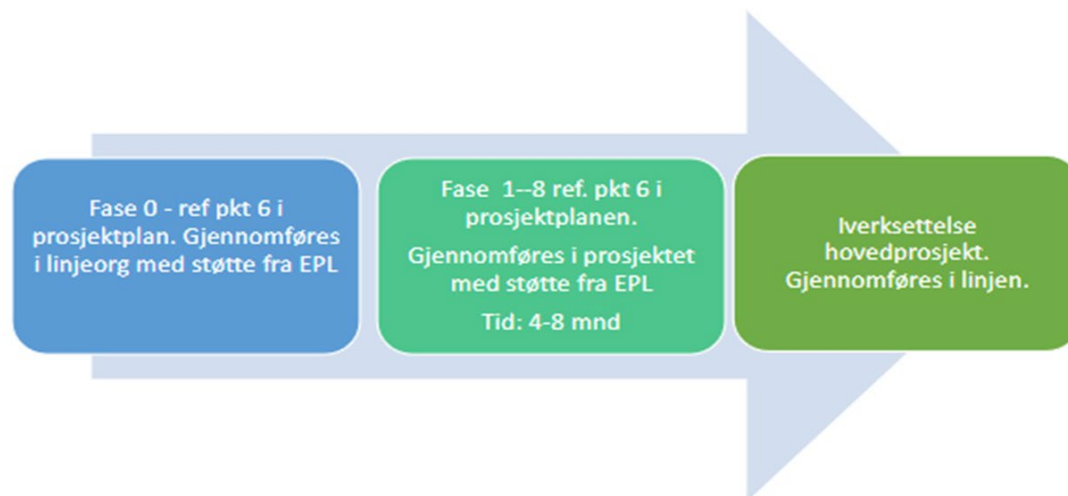 Fase 0 - ref pkt 6 i
prosjektplan. Gjennomføres
i linjeorg med støtte fra EPL
Fase  1--8 ref. pkt 6 i
prosjektplanen.
Gjennomføres i prosjektet
med støtte fra EPL
Tid: 4-8 mnd
Iverksettelse
hovedprosjekt.
Gjennomføres i linjen.